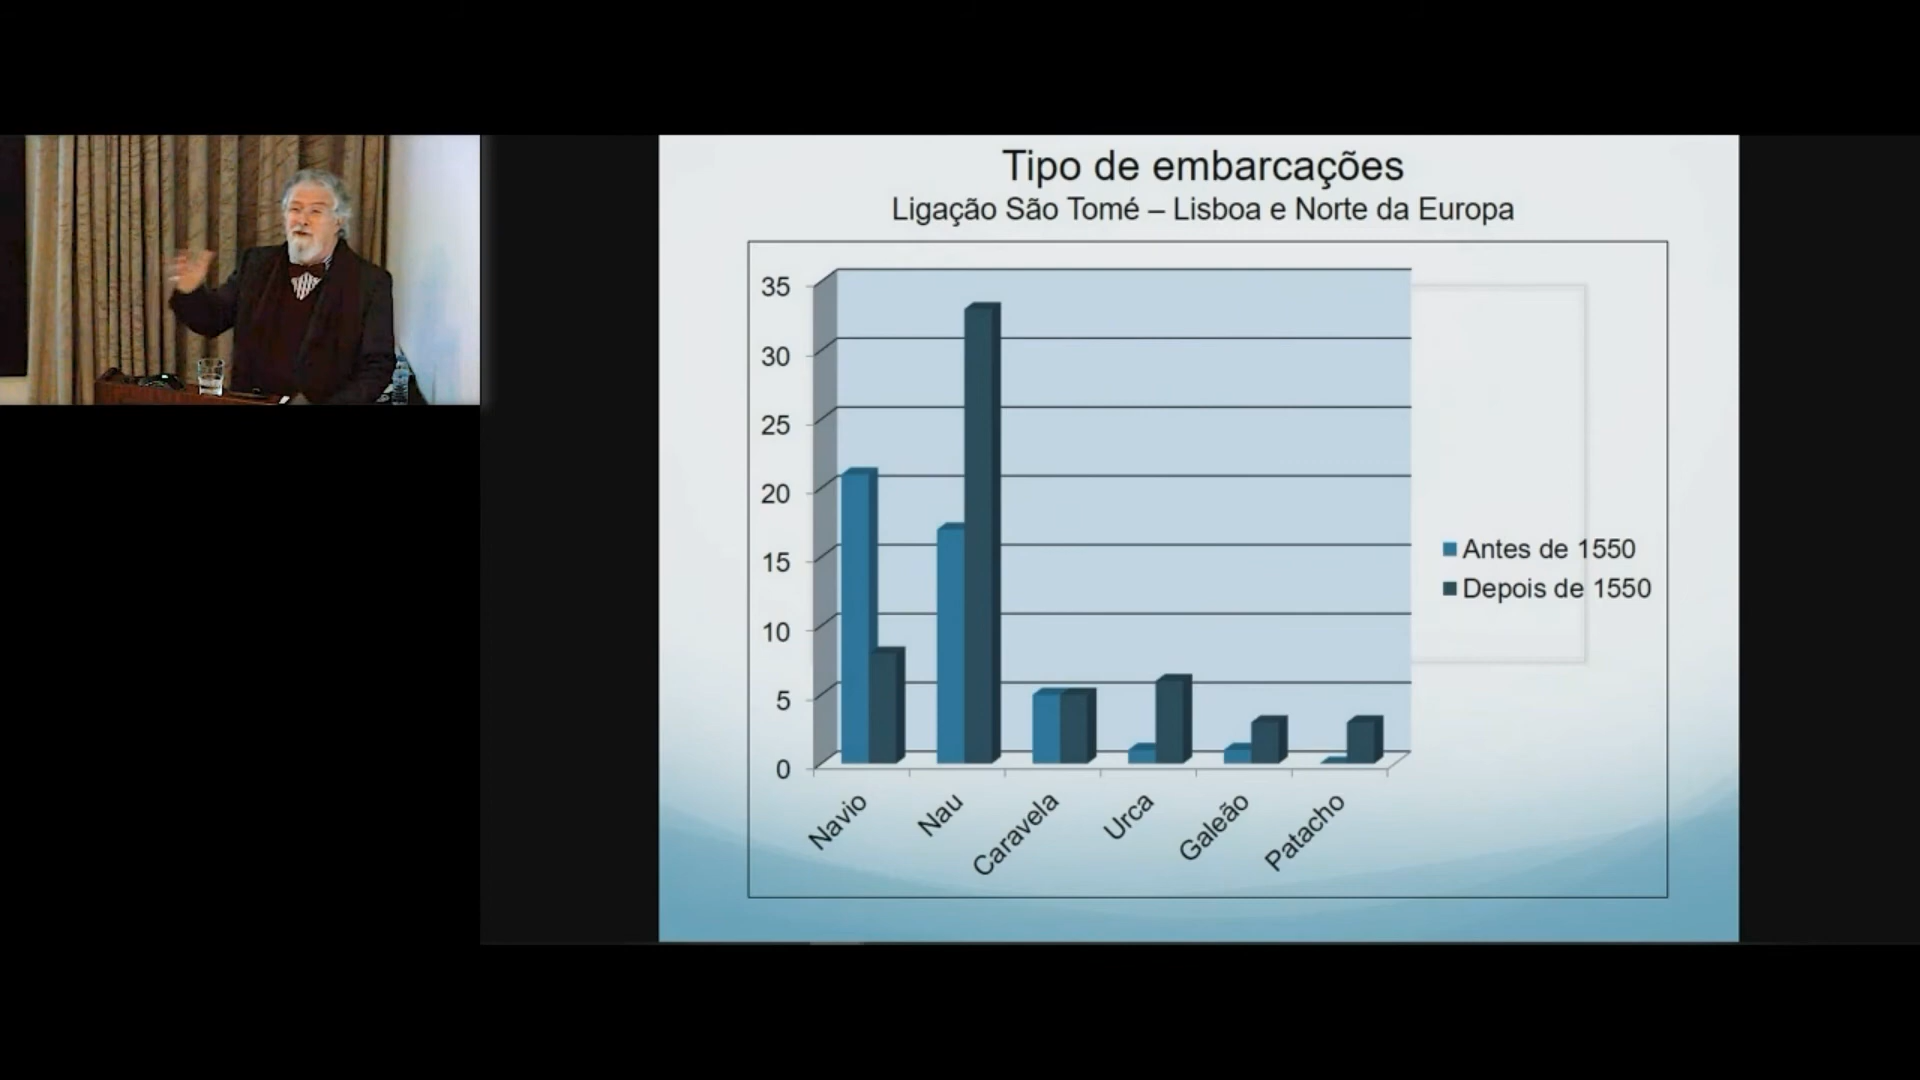 Tipo de embarcações
Ligação São Tomé – Lisboa e Norte da Europa
35
30
25
20
15
10
5
0
Navio
Nau
Caravela
Urca
Galeão
Patacho
Antes de 1550
Depois de 1550